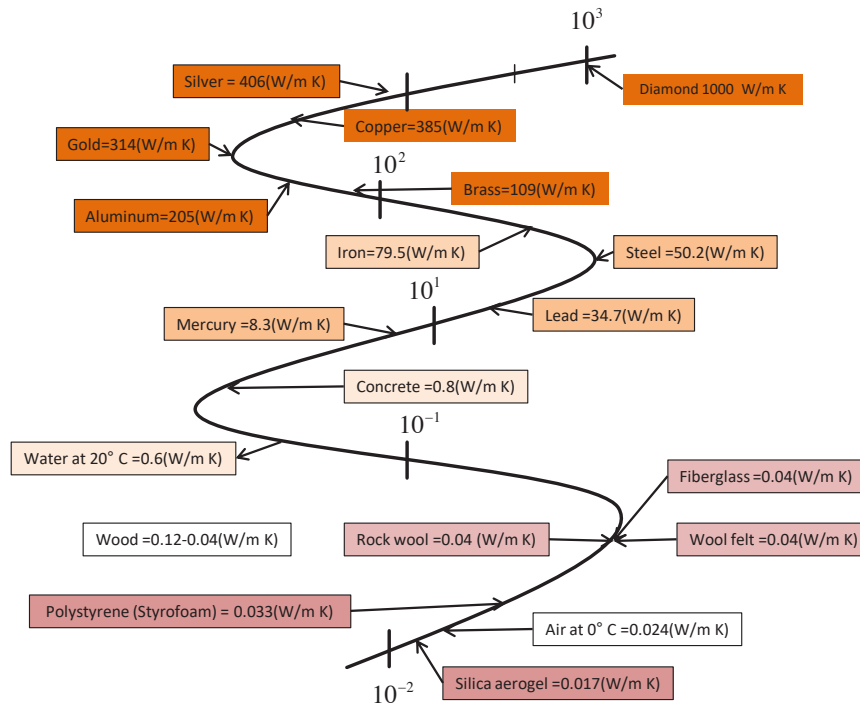 10³
Silver = 406(W/m K)
Diamond 1000 W/m K
Copper=385(W/m K)
Gold=314(W/m K)
10²
Brass=109(W/m K)
Aluminum=205(W/m K)
Iron=79.5(W/m K)
Steel =50.2(W/m K)
10¹
Mercury =8.3(W/m K)
Lead =34.7(W/m K)
Concrete =0.8(W/m K)
10⁻¹
Water at 20° C =0.6(W/m K)
Fiberglass =0.04(W/m K)
Wood =0.12-0.04(W/m K)
Rock wool =0.04 (W/m K)
Wool felt =0.04(W/m K)
Polystyrene (Styrofoam) = 0.033(W/m K)
Air at 0° C =0.024(W/m K)
Silica aerogel =0.017(W/m K)
10⁻²